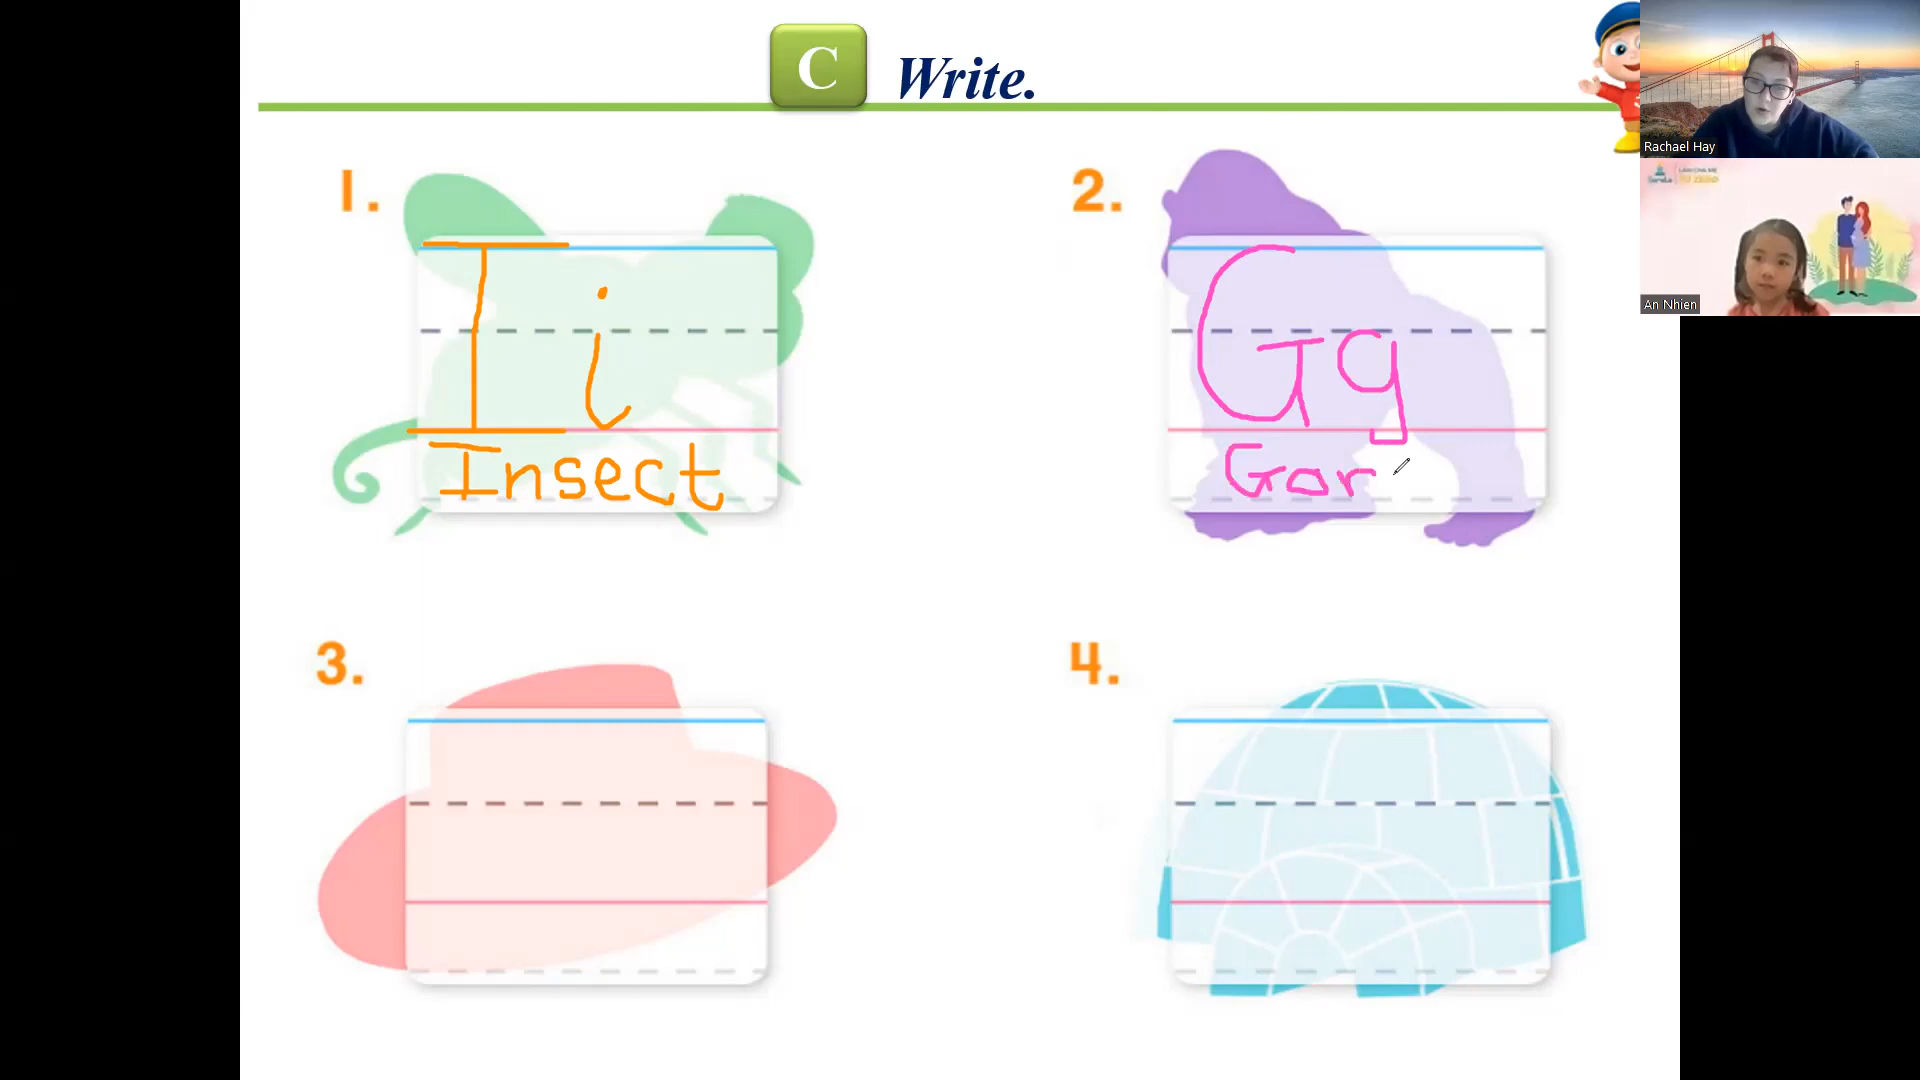 C Write.
1.
I i
Insect
2.
G g
Gor
3.
4.
Rachael Hay
An Nhien